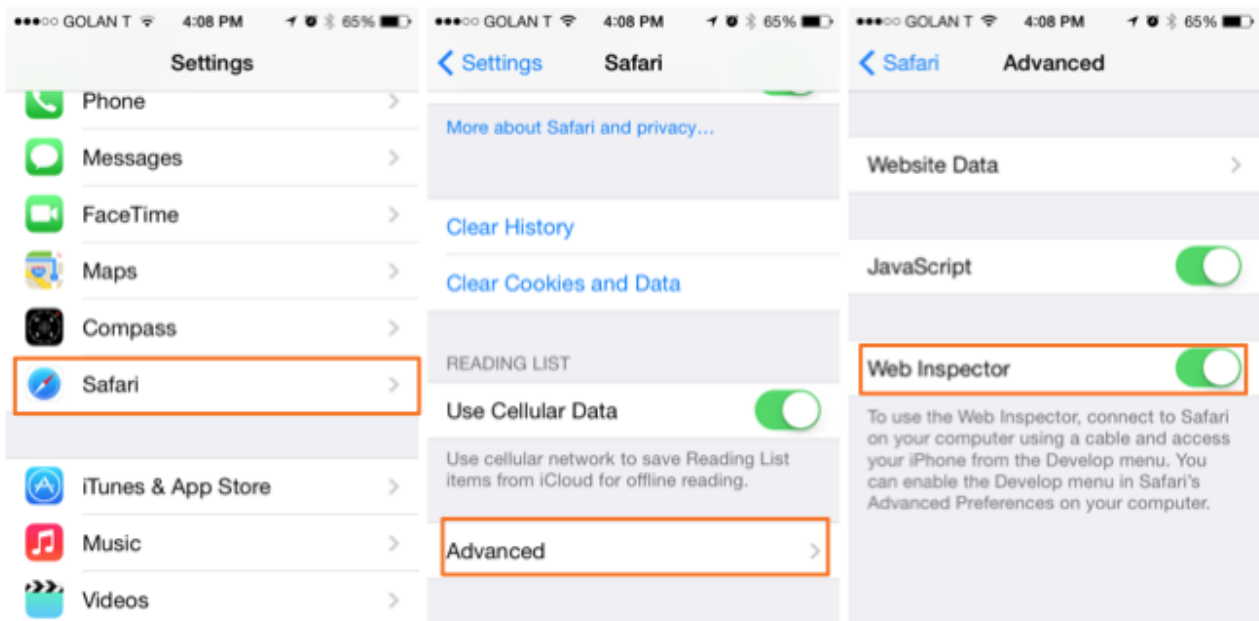 GOLAN T 4:08 PM 65%
Settings
Phone
Messages
FaceTime
Maps
Compass
Safari
iTunes & App Store
Music
Videos
GOLAN T 4:08 PM 65%
Settings Safari
More about Safari and privacy...
Clear History
Clear Cookies and Data
READING LIST
Use Cellular Data
Use cellular network to save Reading List
items from iCloud for offline reading.
Advanced
GOLAN T 4:08 PM 65%
Safari Advanced
Website Data
JavaScript
Web Inspector
To use the Web Inspector, connect to Safari
on your computer using a cable and access
your iPhone from the Develop menu. You
can enable the Develop menu in Safari's
Advanced Preferences on your computer.